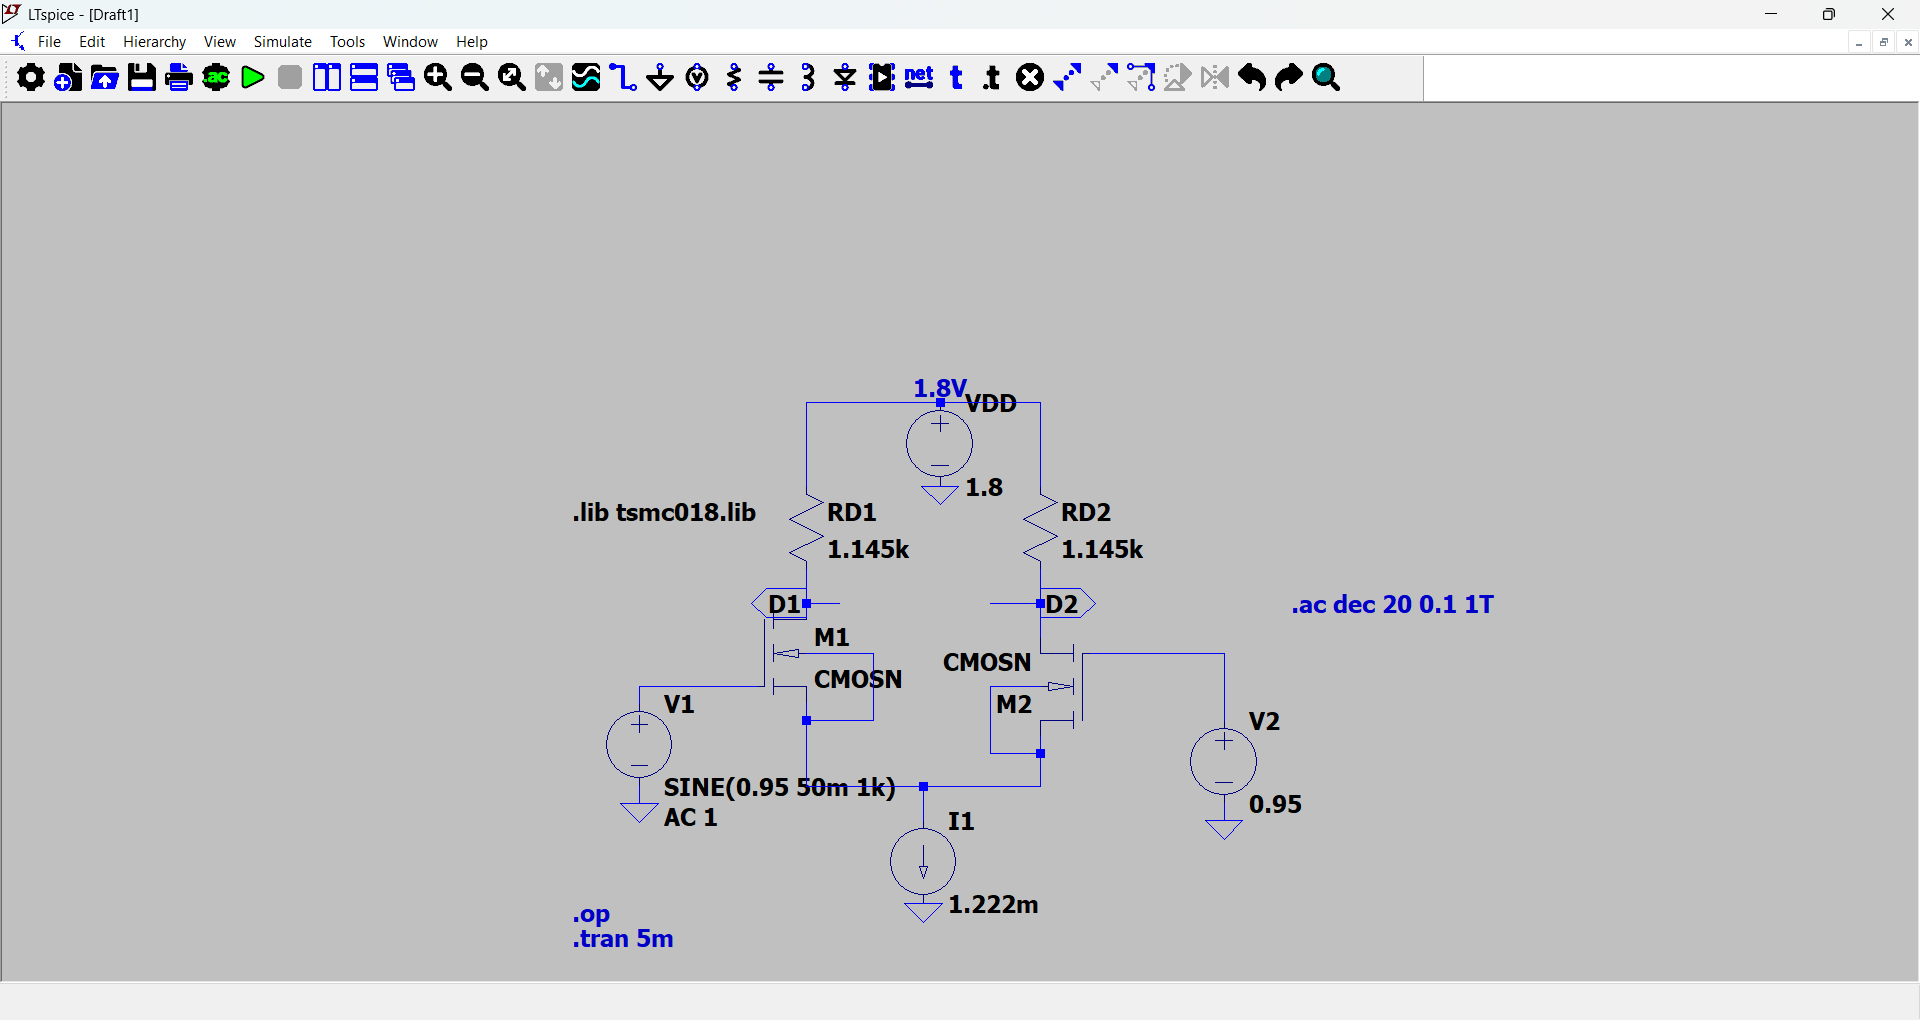 LTspice - [Draft1]
File Edit Hierarchy View Simulate Tools Window Help
.ac net t .t
1.8V
VDD
1.8
.lib tsmc018.lib
RD1
1.145k
RD2
1.145k
D1
D2
.ac dec 20 0.1 1T
M1
CMOSN
CMOSN
M2
V1
V2
SINE(0.95 50m 1k)
AC 1
0.95
I1
1.222m
.op
.tran 5m